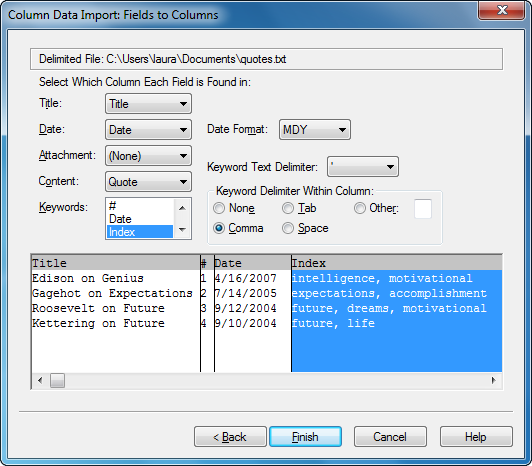 Column Data Import: Fields to Columns
Delimited File: C:\Users\laura\Documents\quotes.txt
Select Which Column Each Field is Found in:
Title: Title
Date: Date Date Format: MDY
Attachment: (None)
Keyword Text Delimiter: '
Content: Quote
Keyword Delimiter Within Column:
Keywords: # Date Index
None Tab Other:
Comma Space
Title # Date Index
Edison on Genius 1 4/16/2007 intelligence, motivational
Gagehot on Expectations 2 7/14/2005 expectations, accomplishment
Roosevelt on Future 3 9/12/2004 future, dreams, motivational
Kettering on Future 4 9/10/2004 future, life
< Back Finish Cancel Help